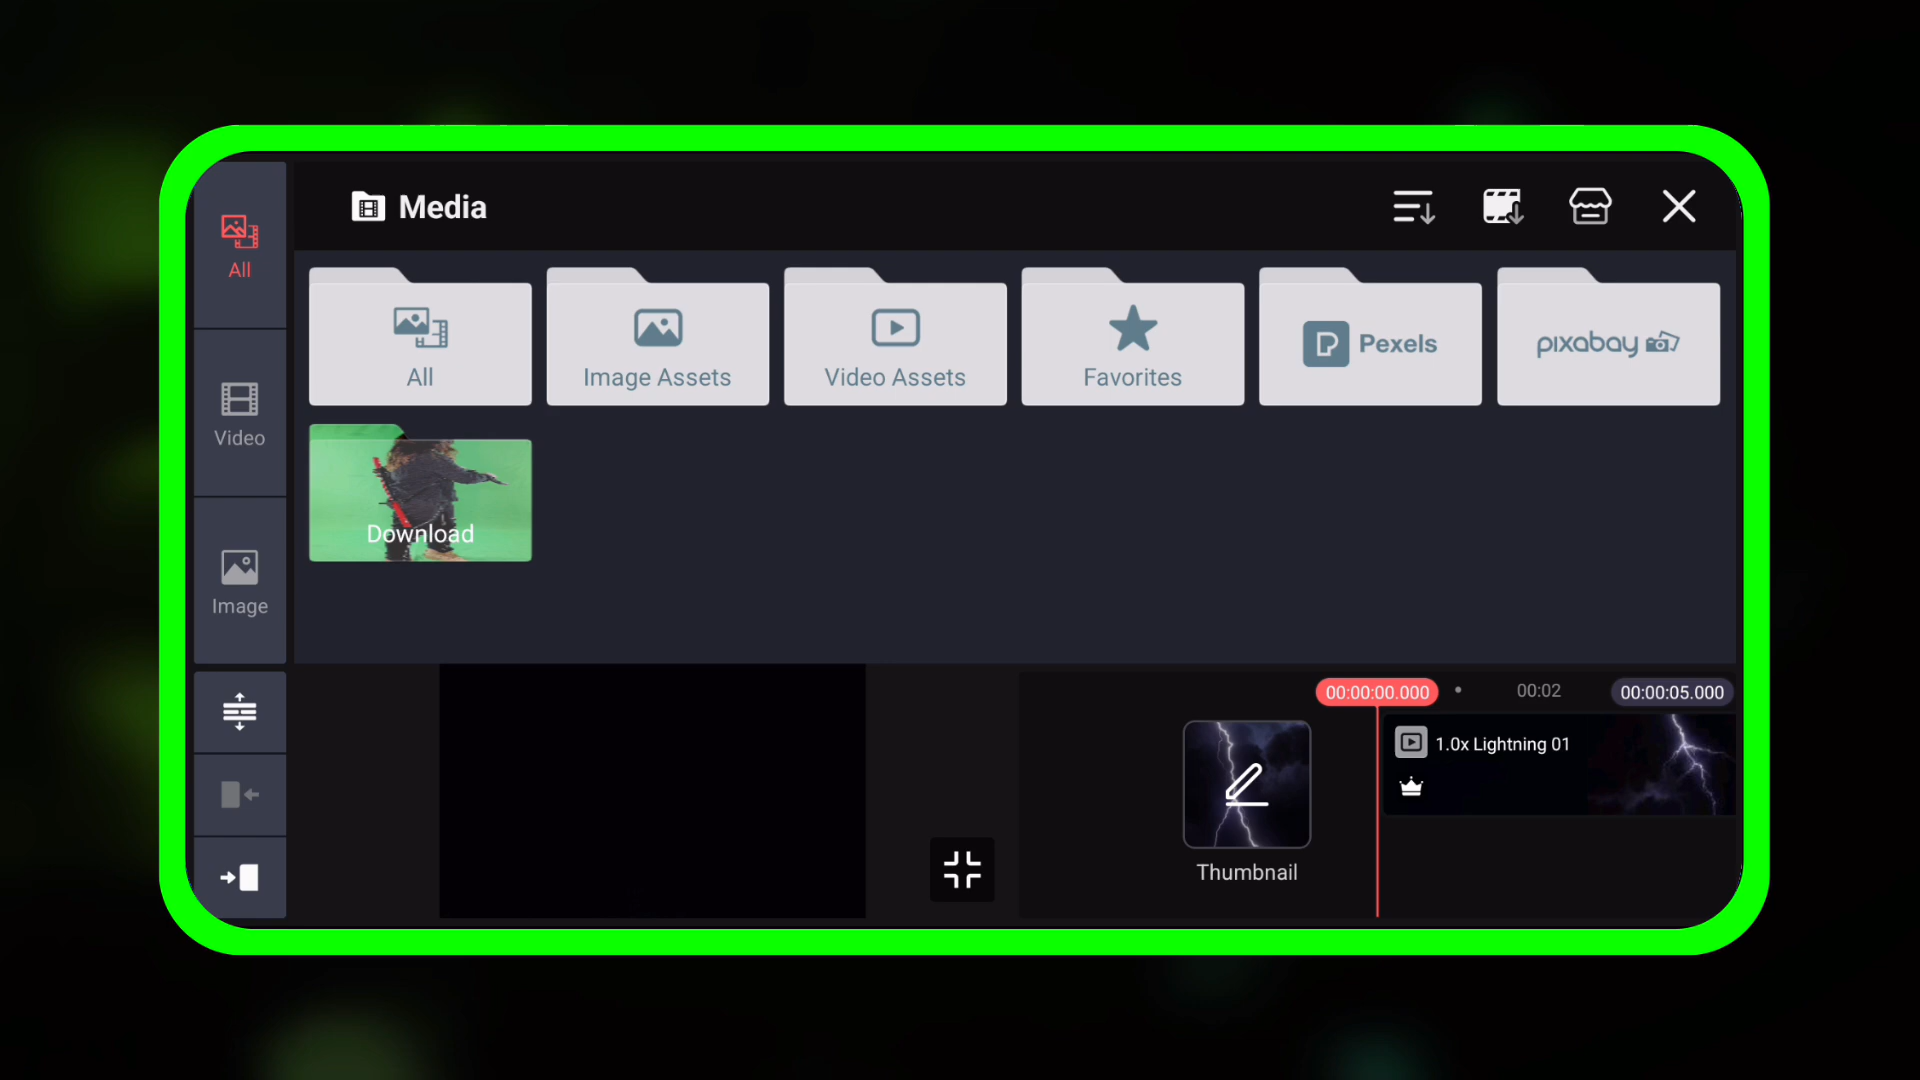 Media
All
Video
Image
All
Image Assets
Video Assets
Favorites
Pexels
pixabay
Download
00:00:00.000
00:02
00:00:05.000
1.0x Lightning 01
Thumbnail